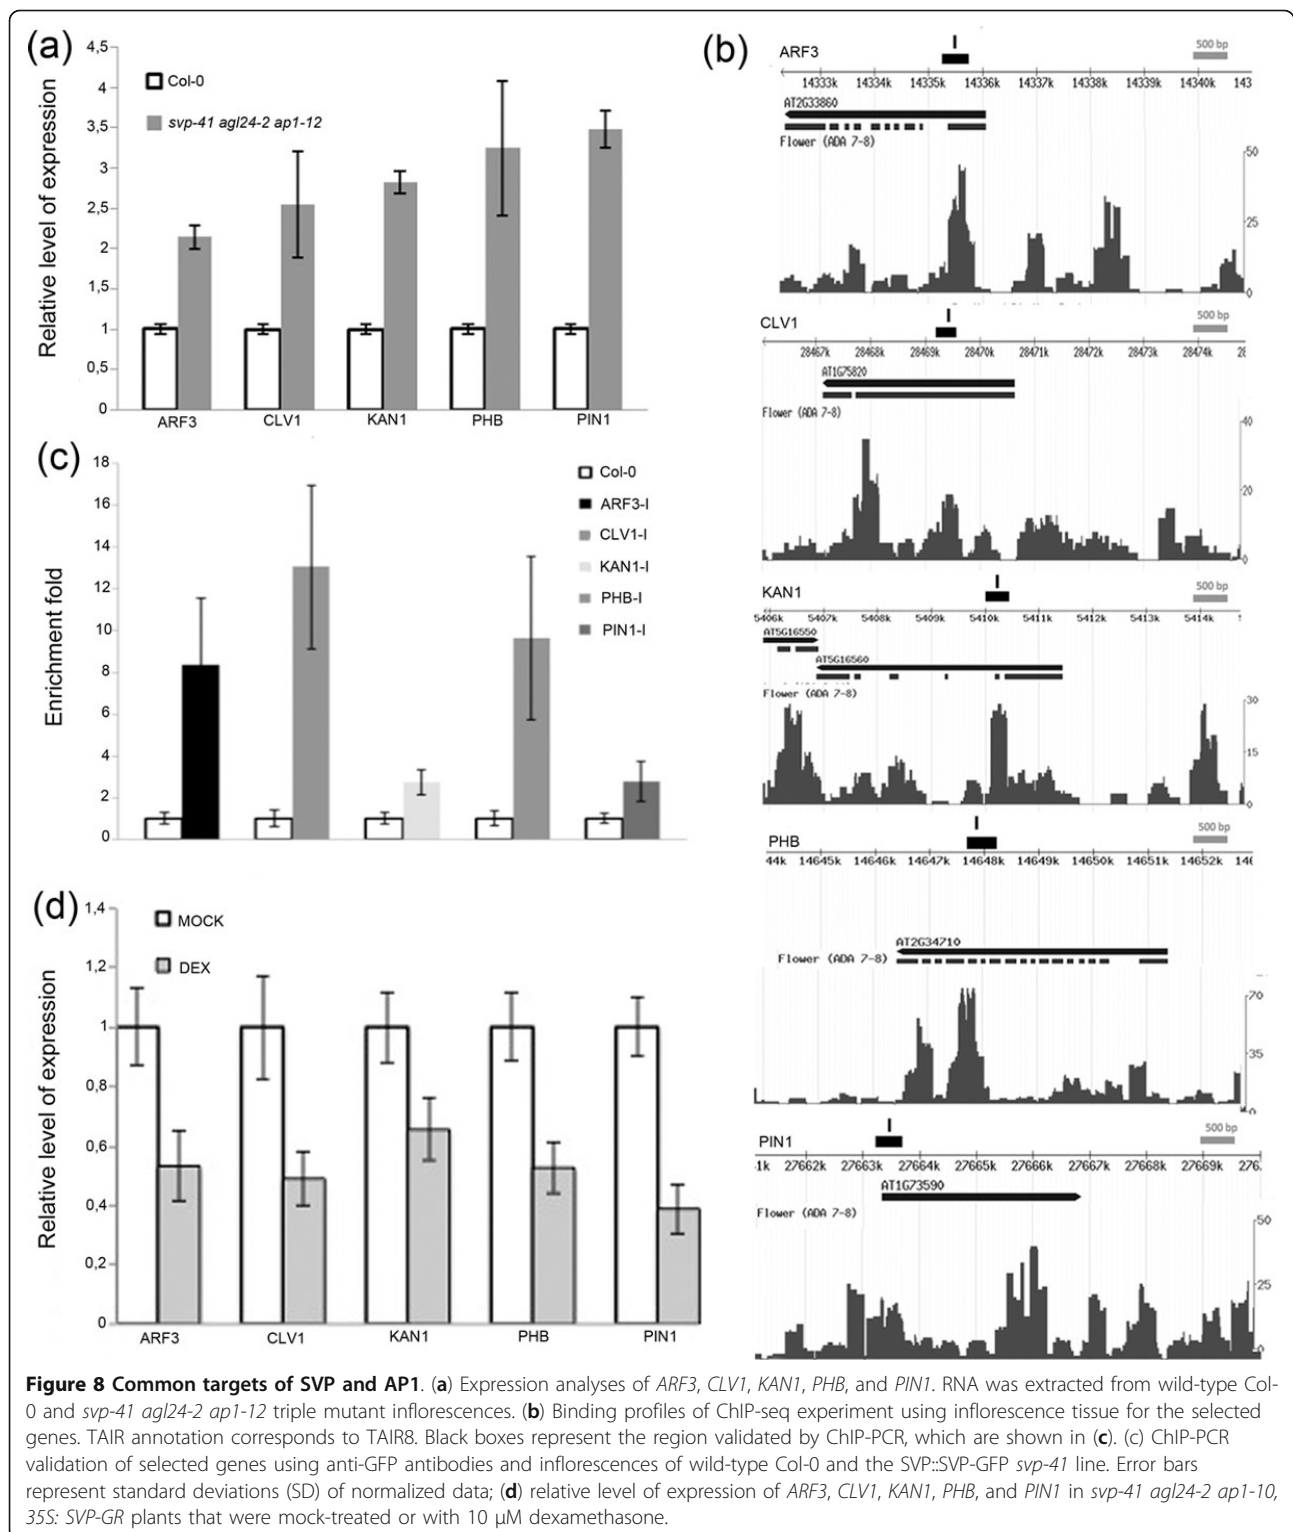 (a)
4,5
4
3,5
3
2,5
2
1,5
1
0,5
0
Relative level of expression
Col-0
svp-41 agl24-2 ap1-12
ARF3 CLV1 KAN1 PHB PIN1
(c)
18
16
14
12
10
8
6
4
2
0
Enrichment fold
Col-0
ARF3-I
CLV1-I
KAN1-I
PHB-I
PIN1-I
(d)
1,4
1,2
1
0,8
0,6
0,4
0,2
0
Relative level of expression
MOCK
DEX
ARF3 CLV1 KAN1 PHB PIN1
(b)
ARF3
I
500 bp
14333k 14334k 14335k 14336k 14337k 14338k 14339k 14340k 143
AT2G33860
Flower (ADA 7-8)
50
25
0
CLV1
I
500 bp
28467k 28468k 28469k 28470k 28471k 28472k 28473k 28474k 28
AT1G75820
Flower (ADA 7-8)
40
20
0
KAN1
I
500 bp
5406k 5407k 5408k 5409k 5410k 5411k 5412k 5413k 5414k
AT5G16550
AT5G16560
Flower (ADA 7-8)
30
15
0
PHB
I
500 bp
44k 14645k 14646k 14647k 14648k 14649k 14650k 14651k 14652k
AT2G34710
Flower (ADA 7-8)
70
35
0
PIN1
I
500 bp
1k 27662k 27663k 27664k 27665k 27666k 27667k 27668k 27669k 276
AT1G73590
Flower (ADA 7-8)
50
25
0
Figure 8 Common targets of SVP and AP1. (a) Expression analyses of ARF3, CLV1, KAN1, PHB, and PIN1. RNA was extracted from wild-type Col-
0 and svp-41 agl24-2 ap1-12 triple mutant inflorescences. (b) Binding profiles of ChIP-seq experiment using inflorescence tissue for the selected
genes. TAIR annotation corresponds to TAIR8. Black boxes represent the region validated by ChIP-PCR, which are shown in (c). (c) ChIP-PCR
validation of selected genes using anti-GFP antibodies and inflorescences of wild-type Col-0 and the SVP::SVP-GFP svp-41 line. Error bars
represent standard deviations (SD) of normalized data; (d) relative level of expression of ARF3, CLV1, KAN1, PHB, and PIN1 in svp-41 agl24-2 ap1-10,
35S: SVP-GR plants that were mock-treated or with 10 μM dexamethasone.